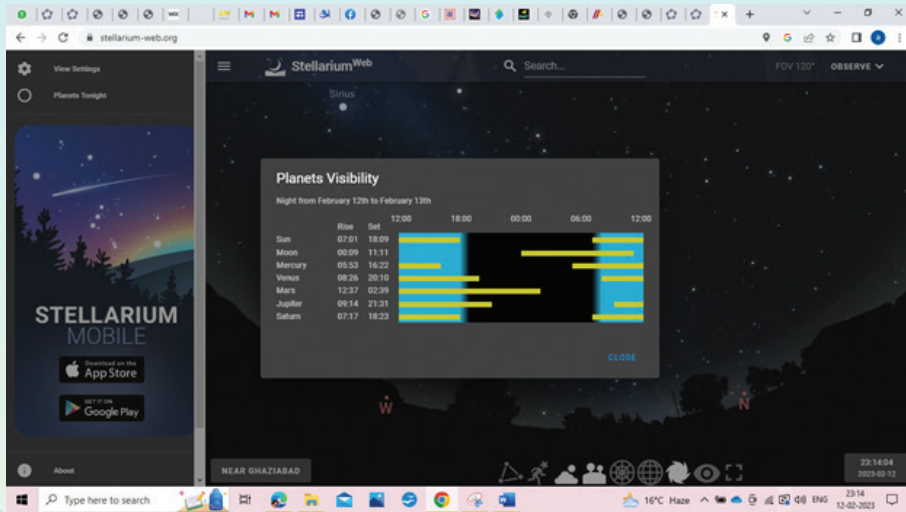 stellarium-web.org
View Settings
Planets Tonight
StellariumWeb
Search...
FOV 120°
OBSERVE
Sirius
Planets Visibility
Night from February 12th to February 13th
12:00 18:00 00:00 06:00 12:00
Rise Set
Sun 07:01 18:09
Moon 00:09 11:11
Mercury 05:53 16:22
Venus 08:26 20:10
Mars 12:37 02:39
Jupiter 09:14 21:31
Saturn 07:17 18:23
CLOSE
STELLARIUM
MOBILE
Download on the
App Store
GET IT ON
Google Play
W
N
About
NEAR GHAZIABAD
23:14:04
2023-02-12
Type here to search
16°C Haze
ENG
23:14
12-02-2023